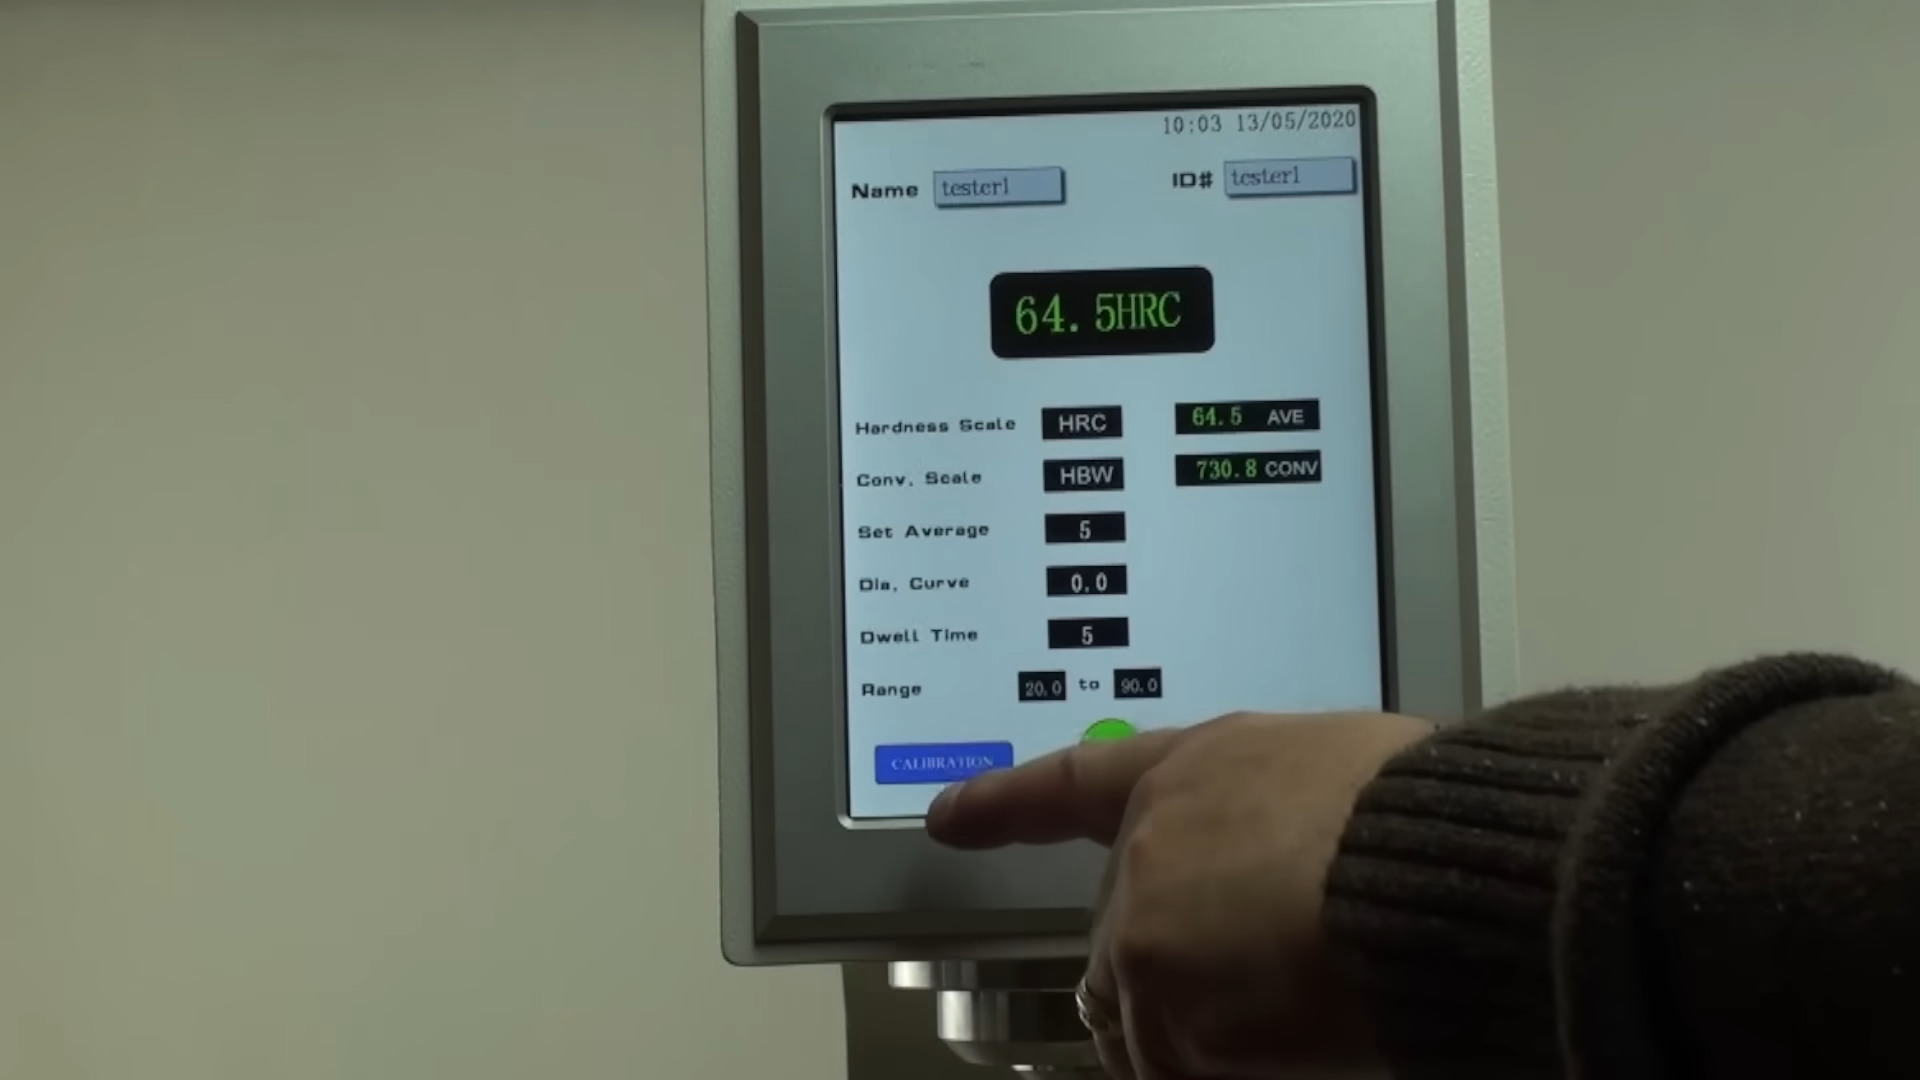 10:03 13/05/2020
Name tester1 ID# tester1
64.5HRC
Hardness Scale HRC 64.5 AVE
Conv. Scale HBW 730.8 CONV
Set Average 5
Dia. Curve 0.0
Dwell Time 5
Range 20.0 to 90.0
CALIBRATION